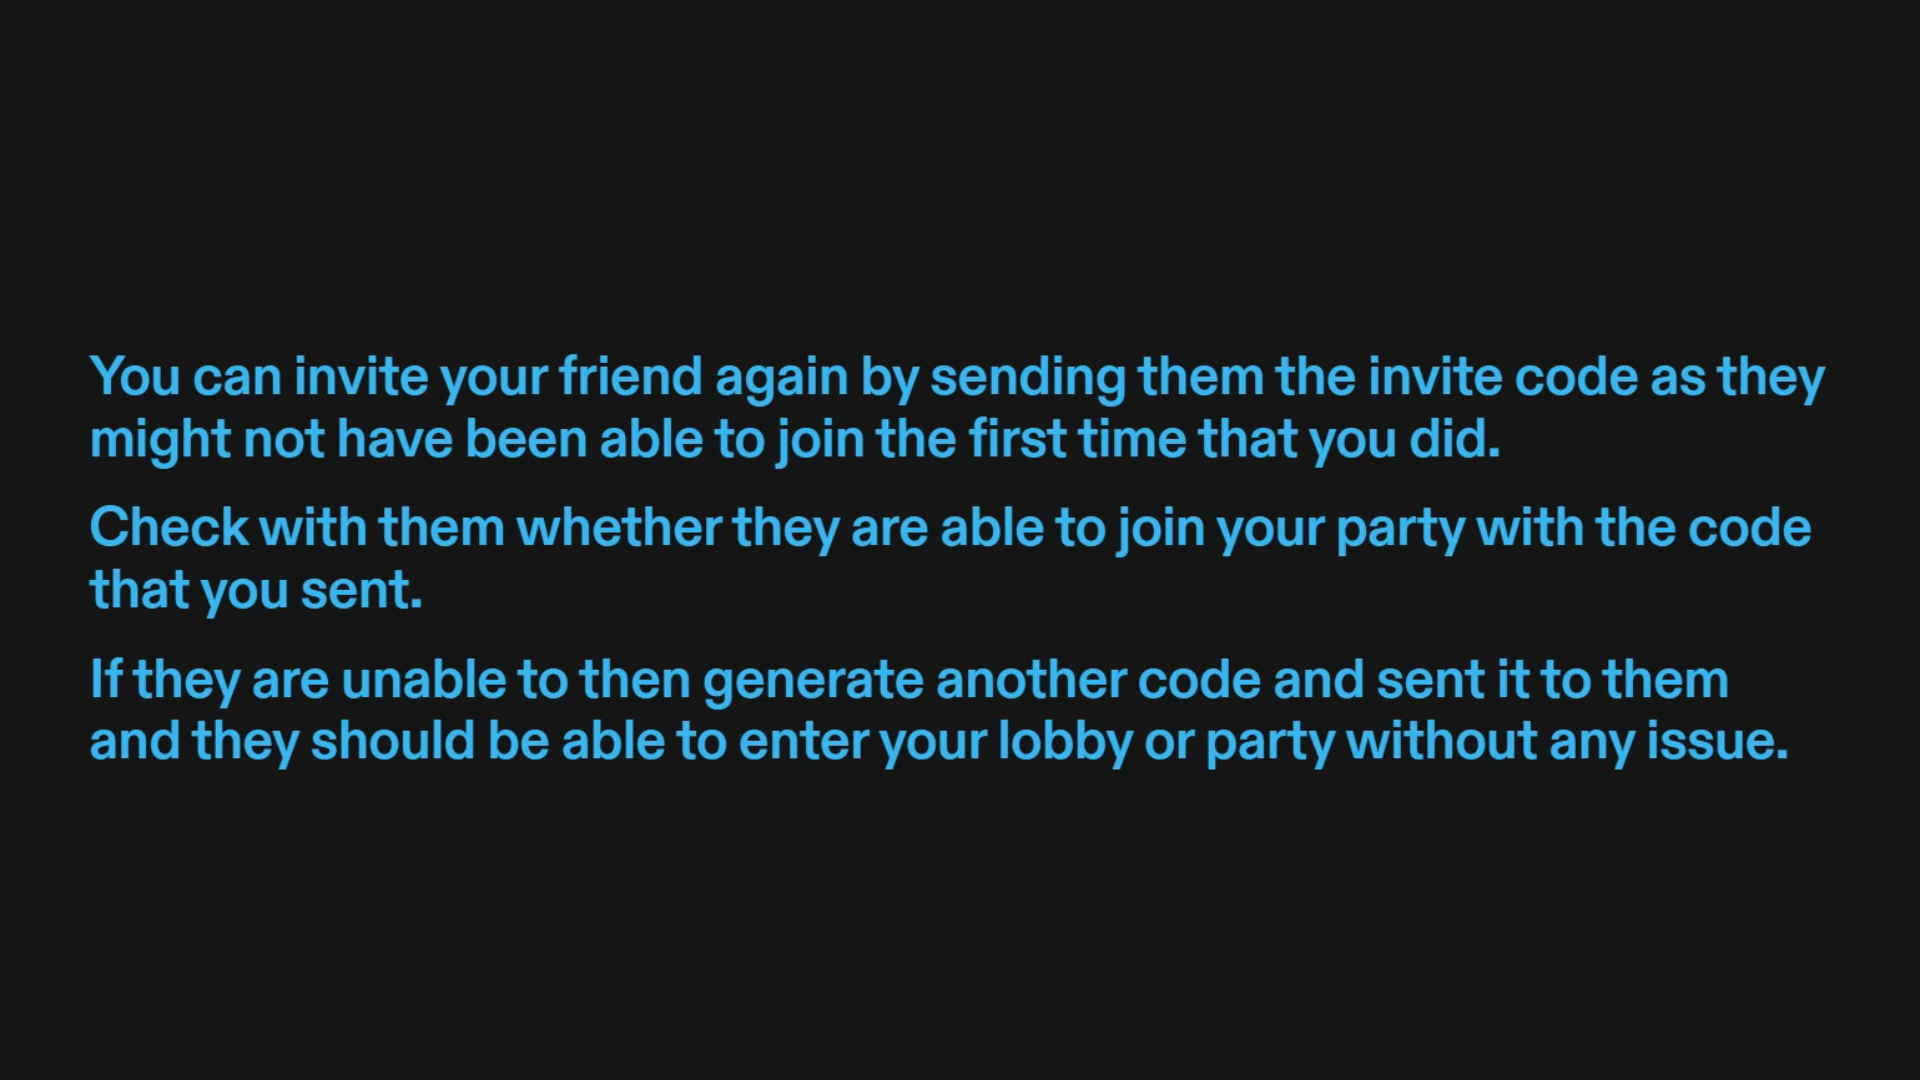 You can invite your friend again by sending them the invite code as they
might not have been able to join the first time that you did.
Check with them whether they are able to join your party with the code
that you sent.
If they are unable to then generate another code and sent it to them
and they should be able to enter your lobby or party without any issue.